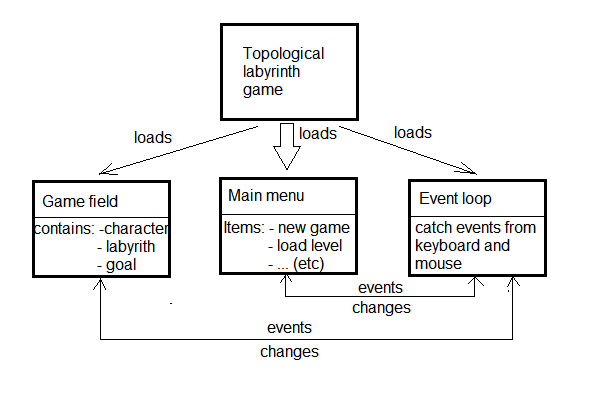 Topological
labyrinth
game
loads
loads
loads
Game field
contains: -character
- labyrith
- goal
Main menu
Items: - new game
- load level
- ... (etc)
Event loop
catch events from
keyboard and
mouse
events
changes
events
changes